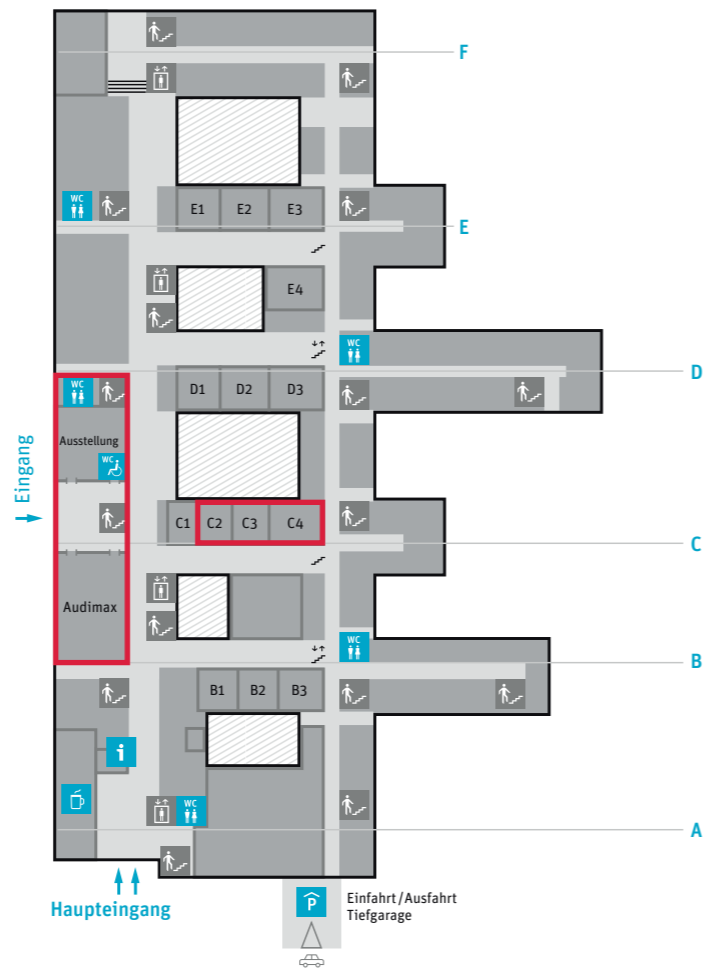 F
WC
E1 E2 E3
E
E4
WC
D
WC
D1 D2 D3
Ausstellung
WC
Eingang
C1 C2 C3 C4
C
Audimax
WC
B
B1 B2 B3
i
WC
A
Haupteingang
P
Einfahrt/Ausfahrt
Tiefgarage